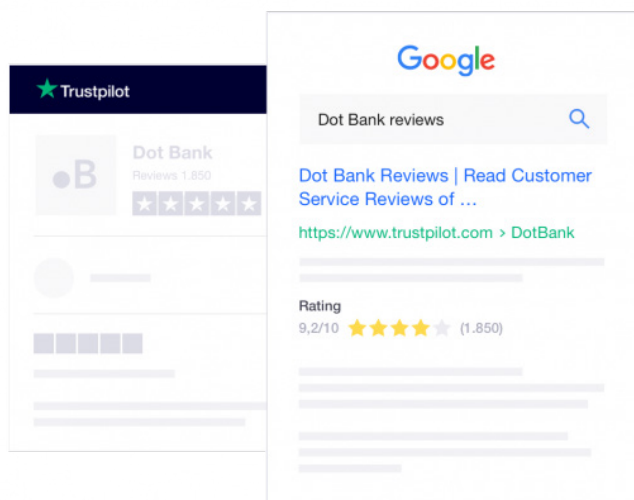 Trustpilot
.B
Dot Bank
Reviews 1.850
Google
Dot Bank reviews
Dot Bank Reviews | Read Customer
Service Reviews of …
https://www.trustpilot.com › DotBank
Rating
9,2/10 (1.850)